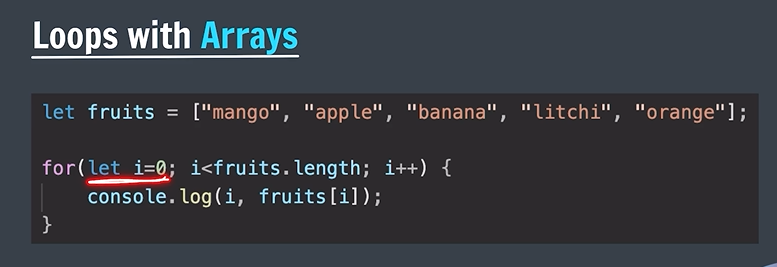 Loops with Arrays
let fruits = ["mango", "apple", "banana", "litchi", "orange"];
for(let i=0; i<fruits.length; i++) {
    console.log(i, fruits[i]);
}